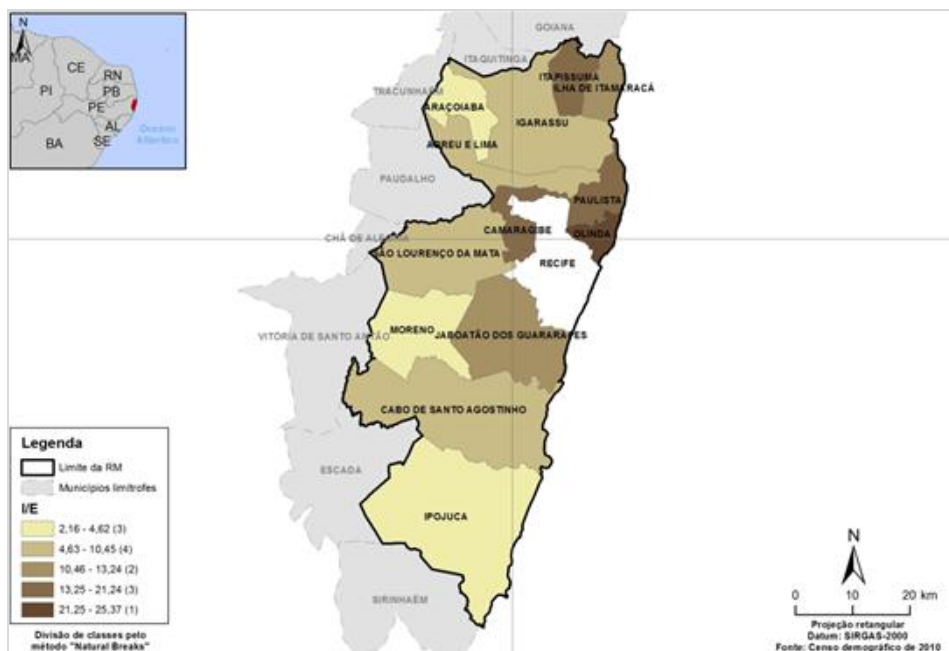 N
MA
CE
RN
PI
PB
PE
AL
SE
BA
Oceano
Atlântico
GOIANA
ITAQUITINGA
ITAPISSUMA
ILHA DE ITAMARACÁ
TRACUNHAÉM
ARAÇOIABA
IGARASSU
ABREU E LIMA
PAUDALHO
PAULISTA
CAMARAGIBE
OLINDA
CHÃ DE ALEGRIA
SÃO LOURENÇO DA MATA
RECIFE
VITÓRIA DE SANTO ANTÃO
MORENO
JABOATÃO DOS GUARARAPES
CABO DE SANTO AGOSTINHO
ESCADA
IPOJUCA
SIRINHAÉM
Legenda
Limite da RM
Municípios limítrofes
I/E
2,16 - 4,62 (3)
4,63 - 10,45 (4)
10,46 - 13,24 (2)
13,25 - 21,24 (3)
21,25 - 25,37 (1)
Divisão de classes pelo
método "Natural Breaks"
N
0 10 20 km
Projeção retangular
Datum: SIRGAS-2000
Fonte: Censo demográfico de 2010